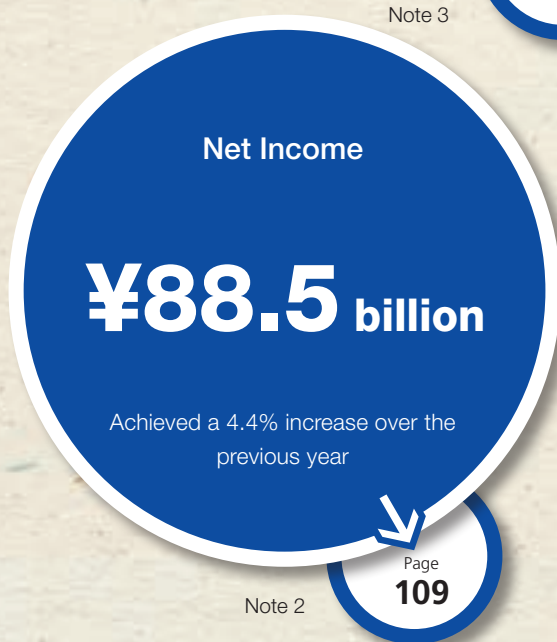 Note 3
Net Income
¥88.5 billion
Achieved a 4.4% increase over the
previous year
Page
109
Note 2